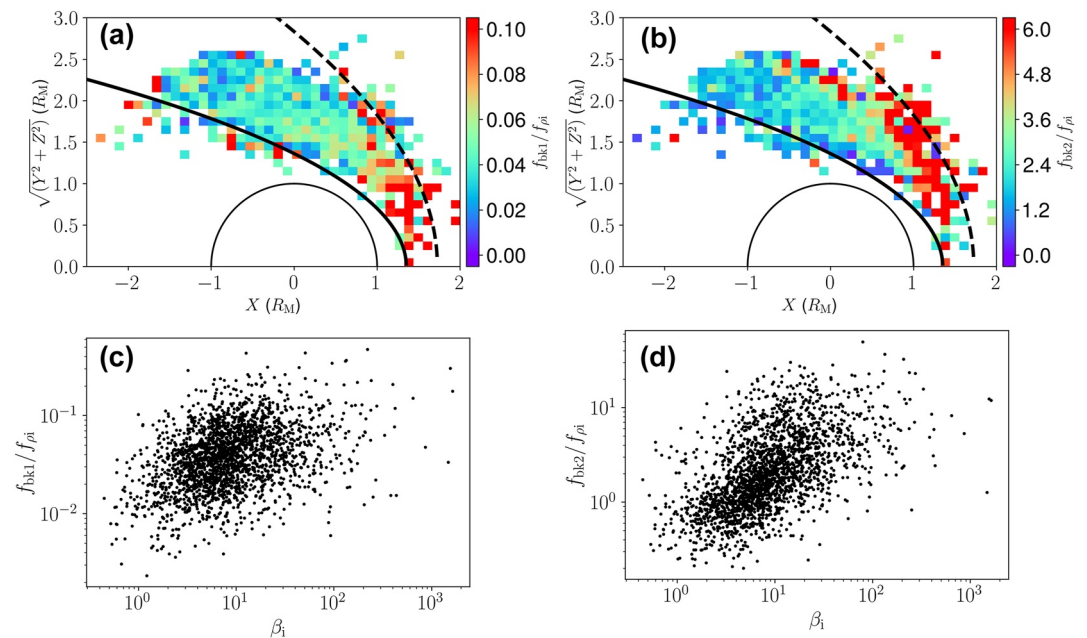 (a)
3.0
2.5
2.0
1.5
1.0
0.5
0.0
√(Y² + Z²) (R_M)
−2 −1 0 1 2
X (R_M)
0.10
0.08
0.06
0.04
0.02
0.00
f_bk1/f_ρi
(b)
3.0
2.5
2.0
1.5
1.0
0.5
0.0
√(Y² + Z²) (R_M)
−2 −1 0 1 2
X (R_M)
6.0
4.8
3.6
2.4
1.2
0.0
f_bk2/f_ρi
(c)
10⁻¹
10⁻²
f_bk1/f_ρi
10⁰ 10¹ 10² 10³
β_i
(d)
10¹
10⁰
f_bk2/f_ρi
10⁰ 10¹ 10² 10³
β_i